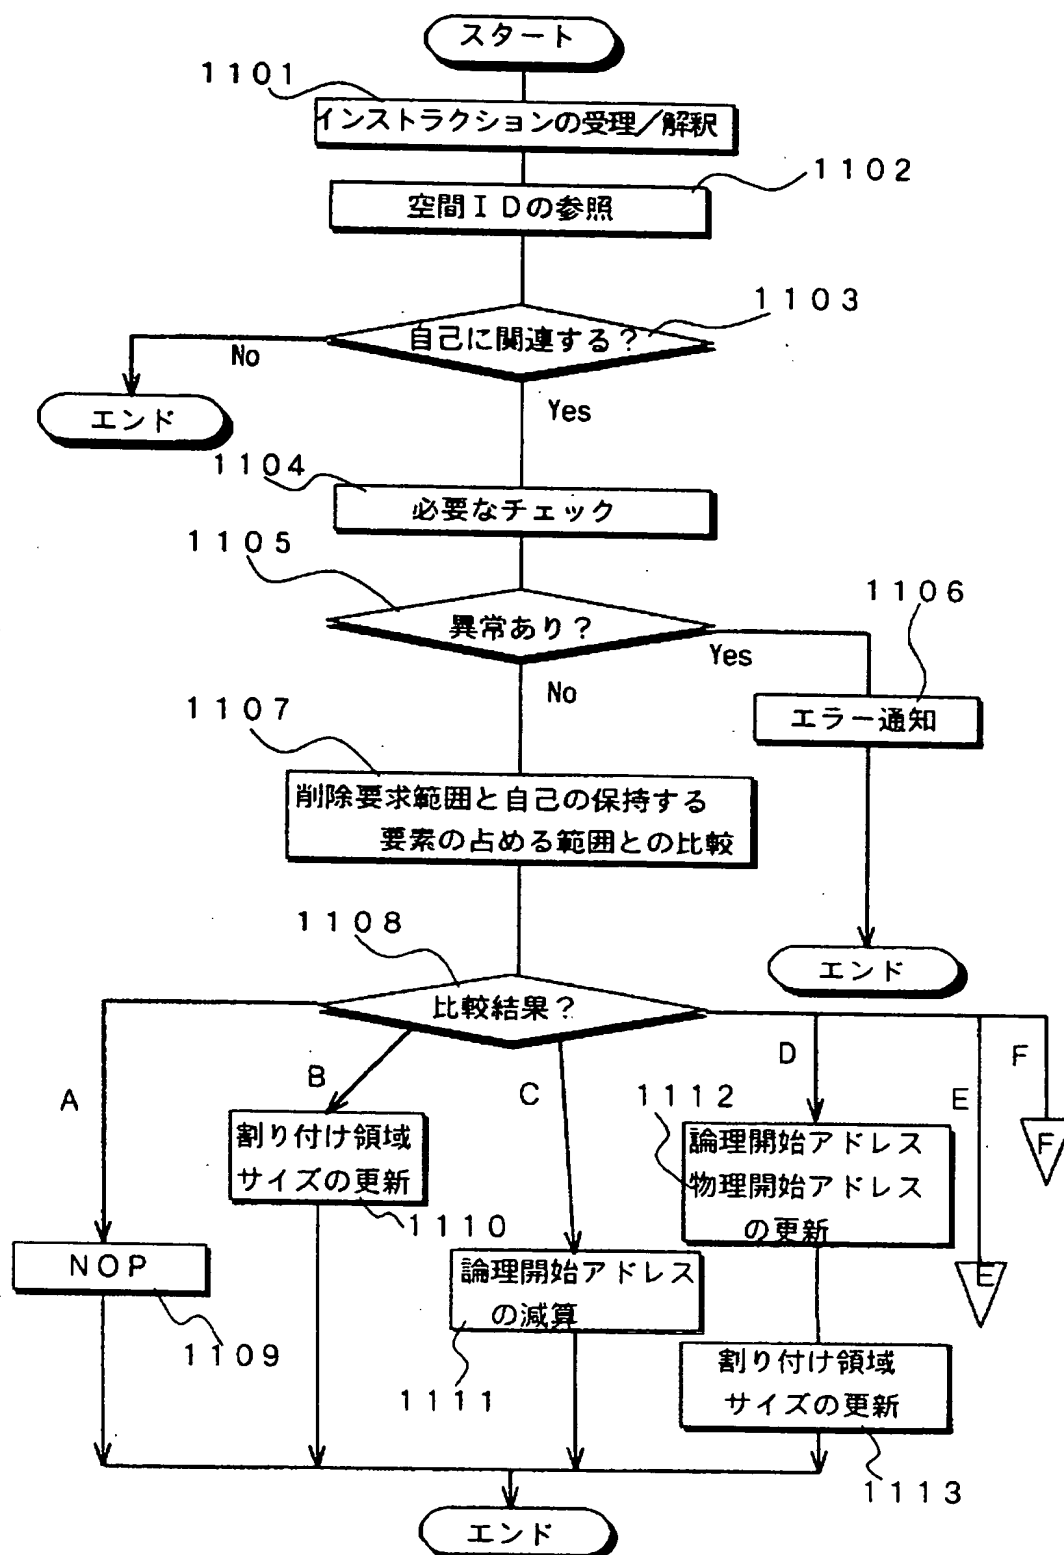 スタート
１１０１
インストラクションの受理／解釈
１１０２
空間ＩＤの参照
１１０３
自己に関連する？
No
エンド
Yes
１１０４
必要なチェック
１１０５
異常あり？
１１０６
Yes
No
エラー通知
１１０７
削除要求範囲と自己の保持する
要素の占める範囲との比較
１１０８
エンド
比較結果？
A
B
C
D
E
F
１１１２
割り付け領域
サイズの更新
論理開始アドレス
物理開始アドレス
の更新
F
１１１０
NOP
論理開始アドレス
の減算
E
１１０９
１１１１
割り付け領域
サイズの更新
１１１３
エンド